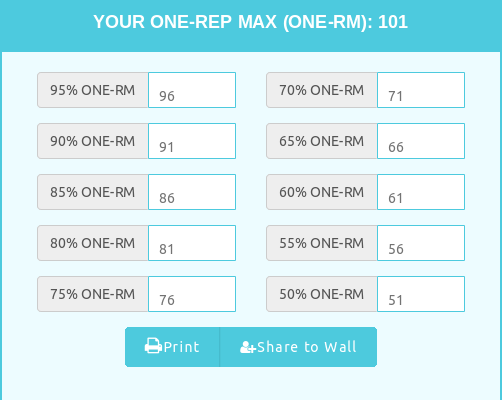 YOUR ONE-REP MAX (ONE-RM): 101
95% ONE-RM 96 70% ONE-RM 71
90% ONE-RM 91 65% ONE-RM 66
85% ONE-RM 86 60% ONE-RM 61
80% ONE-RM 81 55% ONE-RM 56
75% ONE-RM 76 50% ONE-RM 51
Print Share to Wall